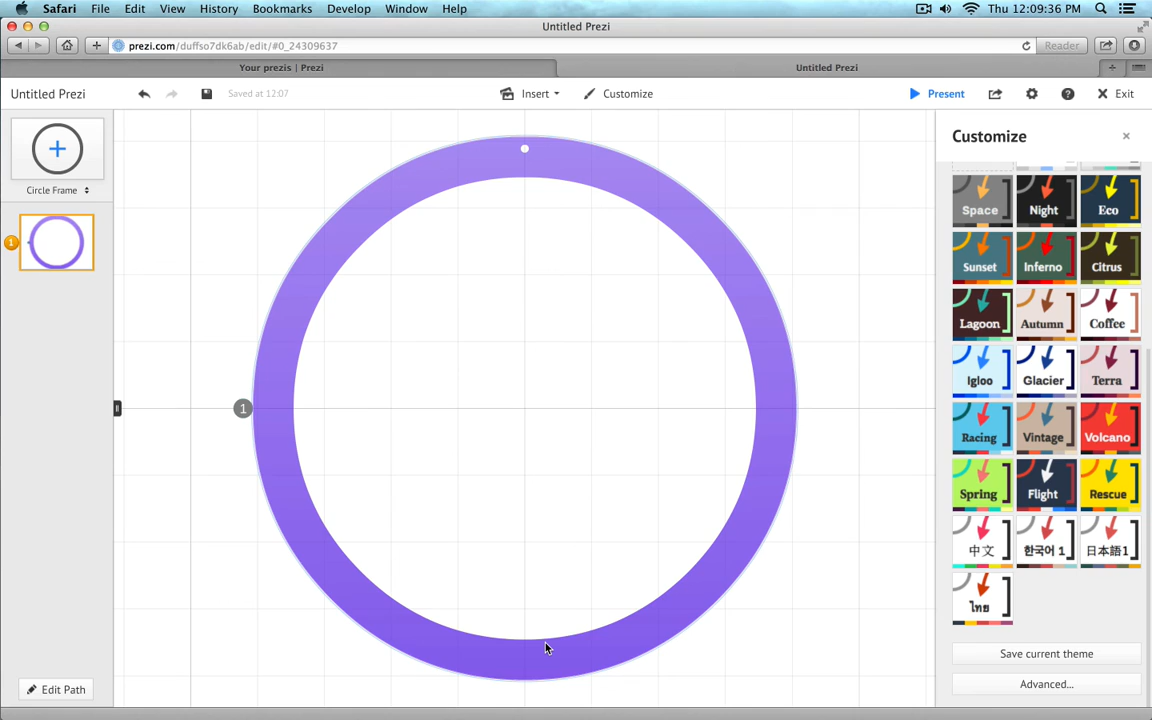 Safari File Edit View History Bookmarks Develop Window Help Thu 12:09:36 PM
Untitled Prezi
prezi.com/duffso7dk6ab/edit/#0_24309637 Reader
Your prezis | Prezi Untitled Prezi
Untitled Prezi Saved at 12:07 Insert Customize Present Exit
Customize
Circle Frame
Space Night Eco
1
Sunset Inferno Citrus
Lagoon Autumn Coffee
Igloo Glacier Terra
1
Racing Vintage Volcano
Spring Flight Rescue
中文 한국어 1 日本語1
ไทย
Save current theme
Edit Path Advanced...